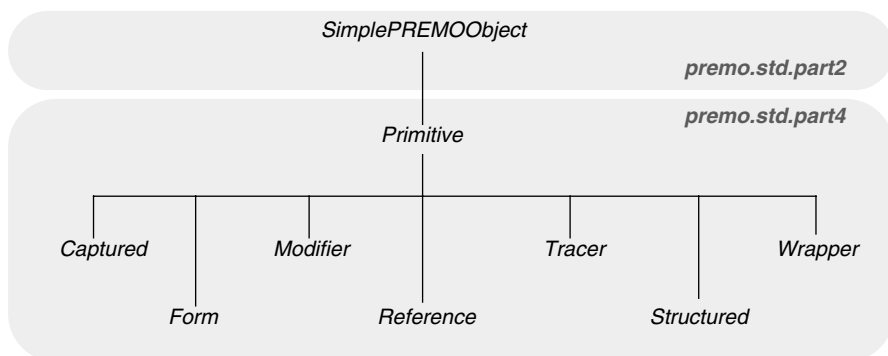 SimplePREMOObject
premo.std.part2
premo.std.part4
Primitive
Captured Modifier Tracer Wrapper
Form Reference Structured